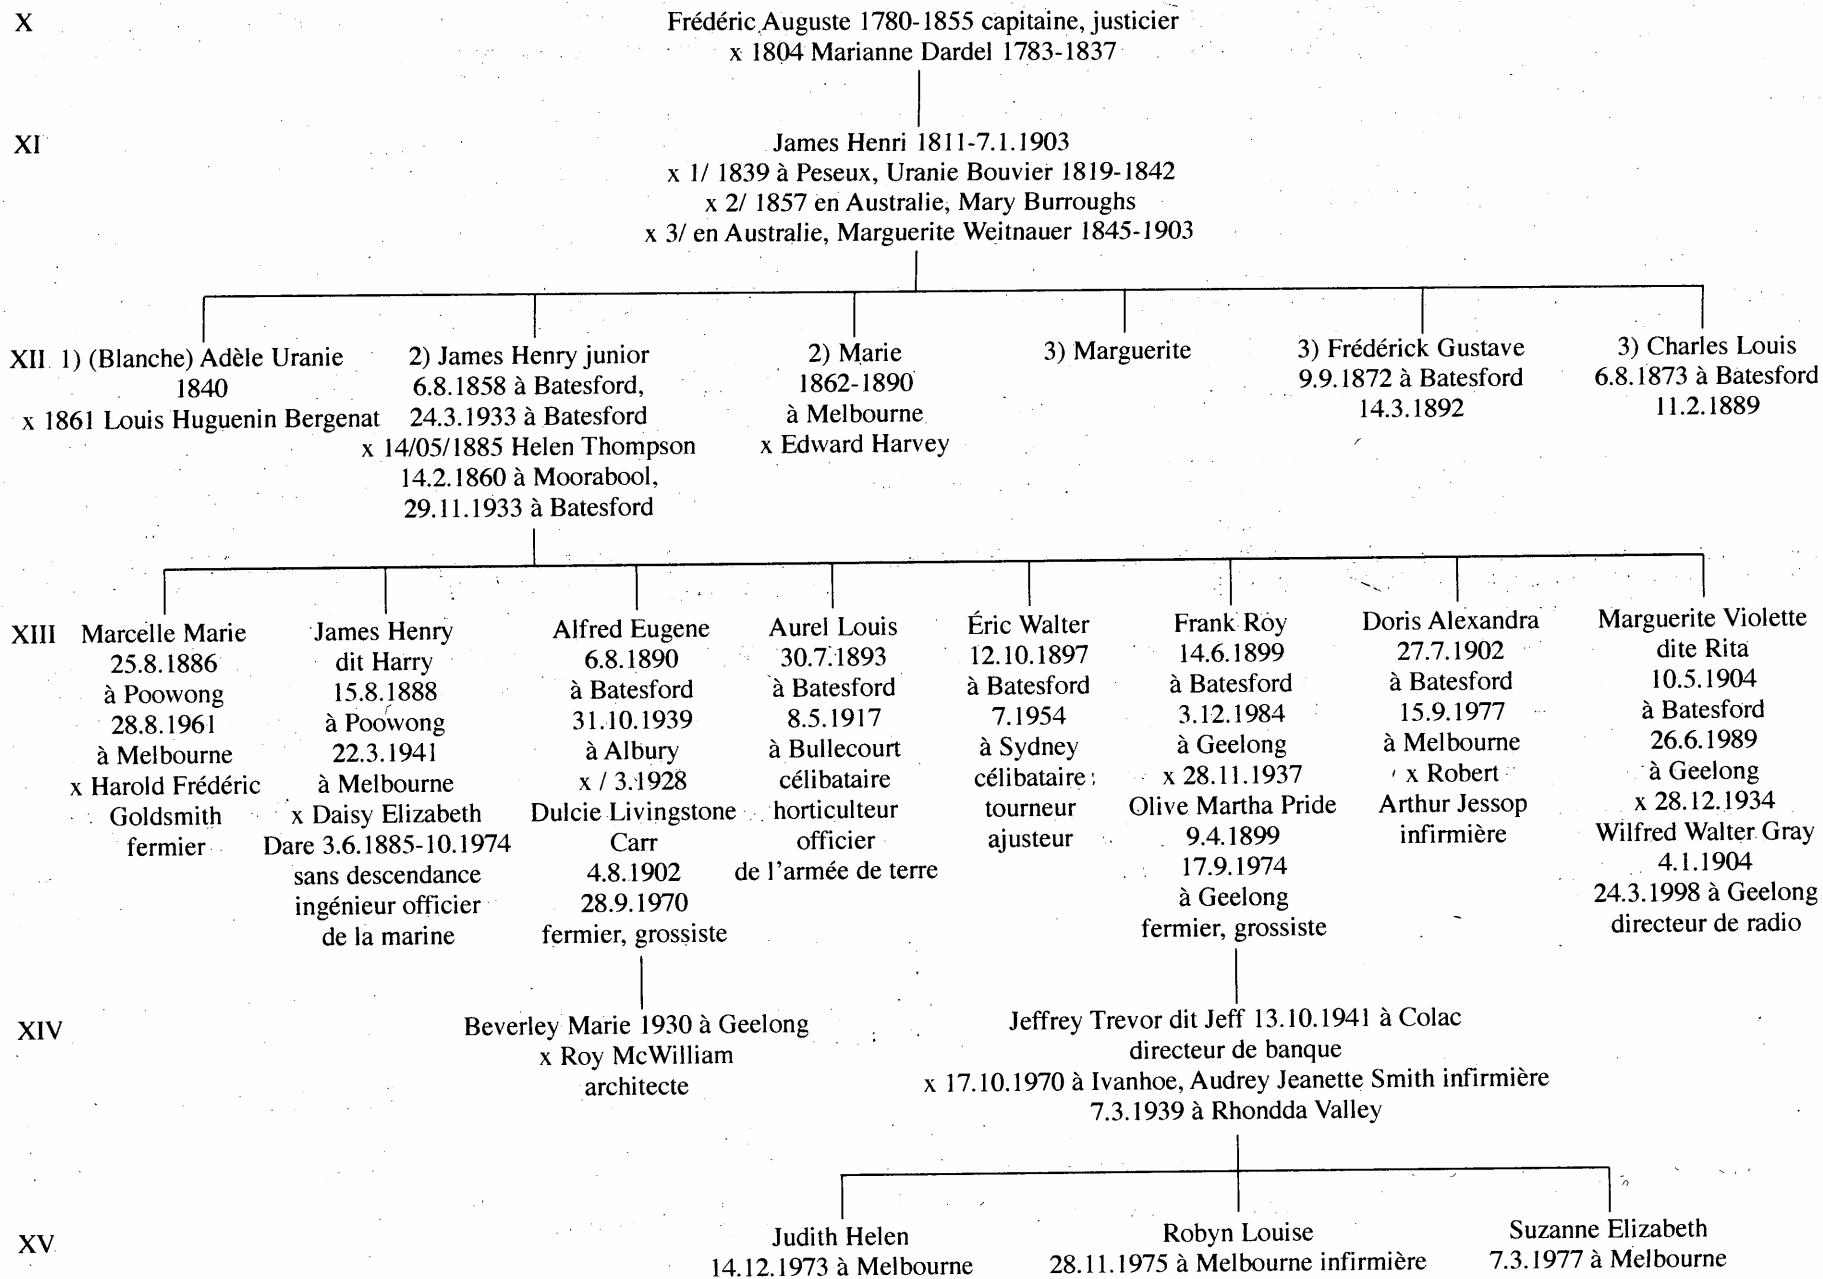 X
Frédéric Auguste 1780-1855 capitaine, justicier
x 1804 Marianne Dardel 1783-1837
XI
James Henri 1811-7.1.1903
x 1/ 1839 à Peseux, Uranie Bouvier 1819-1842
x 2/ 1857 en Australie, Mary Burroughs
x 3/ en Australie, Marguerite Weitnauer 1845-1903
XII
1) (Blanche) Adèle Uranie
1840
x 1861 Louis Huguenin Bergenat
2) James Henry junior
6.8.1858 à Batesford,
24.3.1933 à Batesford
x 14/05/1885 Helen Thompson
14.2.1860 à Moorabool,
29.11.1933 à Batesford
2) Marie
1862-1890
à Melbourne
x Edward Harvey
3) Marguerite
3) Frédérick Gustave
9.9.1872 à Batesford
14.3.1892
3) Charles Louis
6.8.1873 à Batesford
11.2.1889
XIII
Marcelle Marie
25.8.1886
à Poowong
28.8.1961
à Melbourne
x Harold Frédéric
Goldsmith
fermier
James Henry
dit Harry
15.8.1888
à Poowong
22.3.1941
à Melbourne
x Daisy Elizabeth
Dare 3.6.1885-10.1974
sans descendance
ingénieur officier
de la marine
Alfred Eugene
6.8.1890
à Batesford
31.10.1939
à Albury
x / 3.1928
Dulcie Livingstone
Carr
4.8.1902
28.9.1970
fermier, grossiste
Aurel Louis
30.7.1893
à Batesford
8.5.1917
à Bullecourt
célibataire
horticulteur
officier
de l'armée de terre
Éric Walter
12.10.1897
à Batesford
7.1954
à Sydney
célibataire
tourneur
ajusteur
Frank Roy
14.6.1899
à Batesford
3.12.1984
à Geelong
x 28.11.1937
Olive Martha Pride
9.4.1899
17.9.1974
à Geelong
fermier, grossiste
Doris Alexandra
27.7.1902
à Batesford
15.9.1977
à Melbourne
x Robert
Arthur Jessop
infirmière
Marguerite Violette
dite Rita
10.5.1904
à Batesford
26.6.1989
à Geelong
x 28.12.1934
Wilfred Walter Gray
4.1.1904
24.3.1998 à Geelong
directeur de radio
XIV
Beverley Marie 1930 à Geelong
x Roy McWilliam
architecte
Jeffrey Trevor dit Jeff 13.10.1941 à Colac
directeur de banque
x 17.10.1970 à Ivanhoe, Audrey Jeanette Smith infirmière
7.3.1939 à Rhondda Valley
XV
Judith Helen
14.12.1973 à Melbourne
Robyn Louise
28.11.1975 à Melbourne infirmière
Suzanne Elizabeth
7.3.1977 à Melbourne